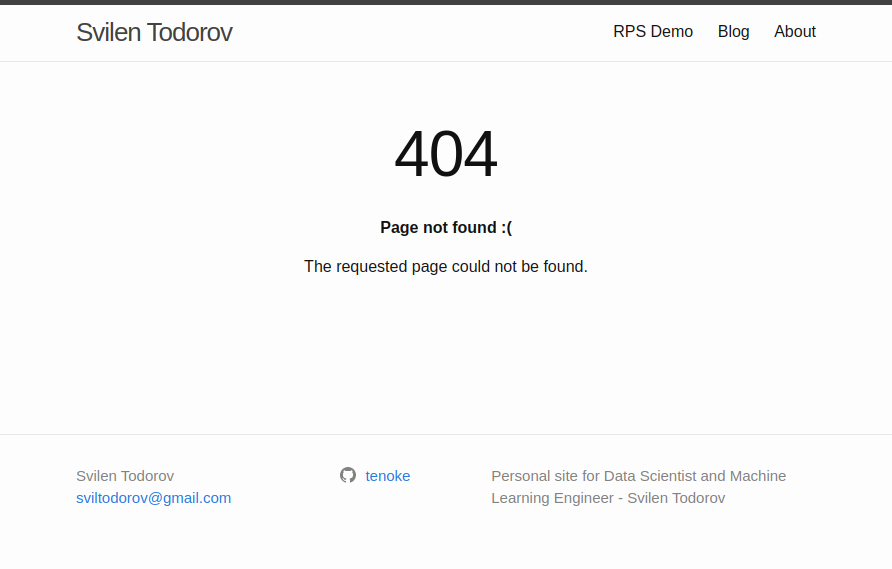 Svilen Todorov
RPS Demo Blog About
404
Page not found :(
The requested page could not be found.
Svilen Todorov
sviltodorov@gmail.com
tenoke
Personal site for Data Scientist and Machine
Learning Engineer - Svilen Todorov